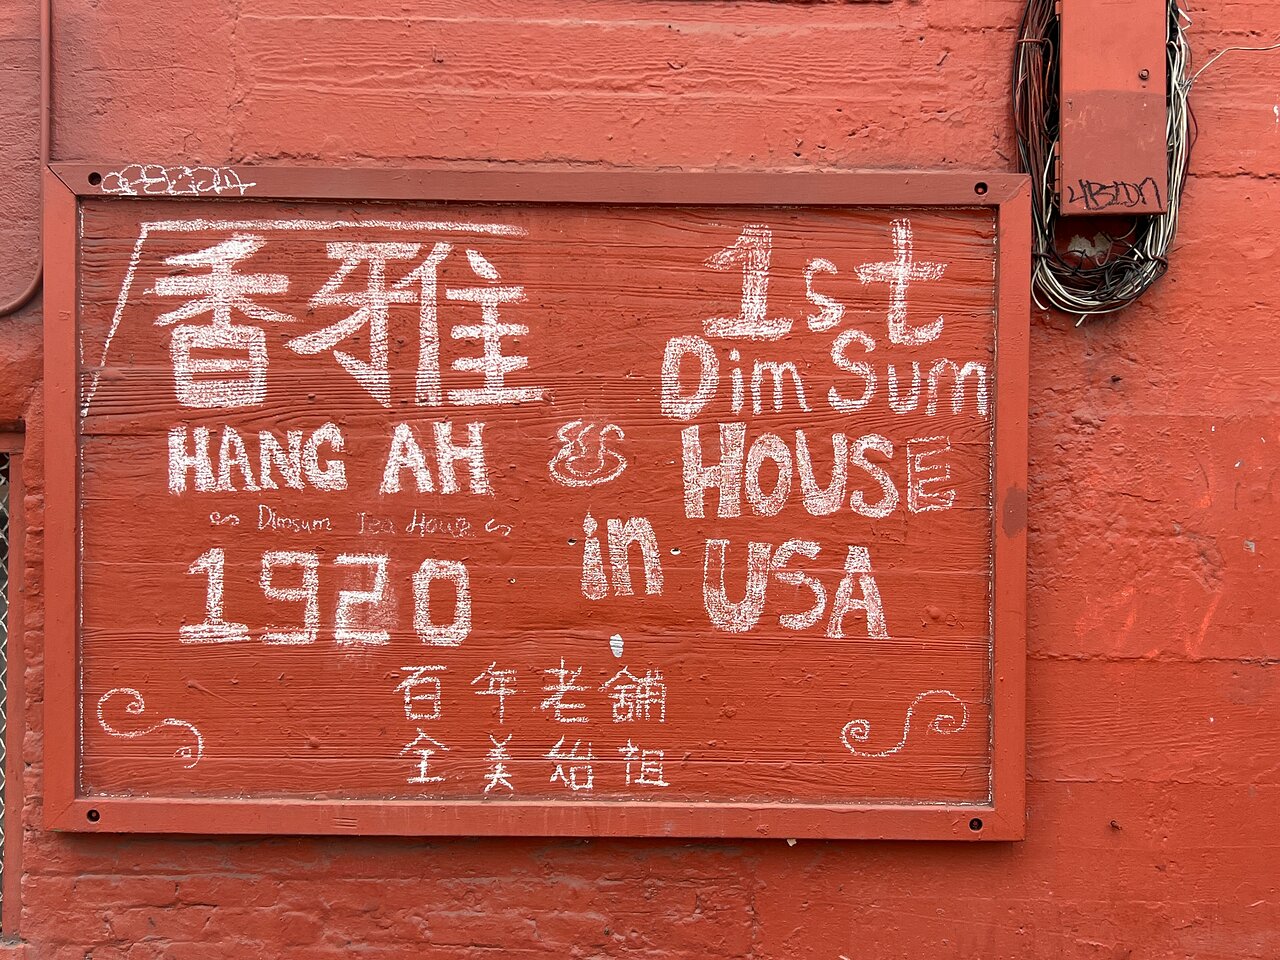 香雅
HANG AH
Dimsum Tea House
1920
1st
Dim Sum
HOUSE
in USA
百年老舖
全美始祖